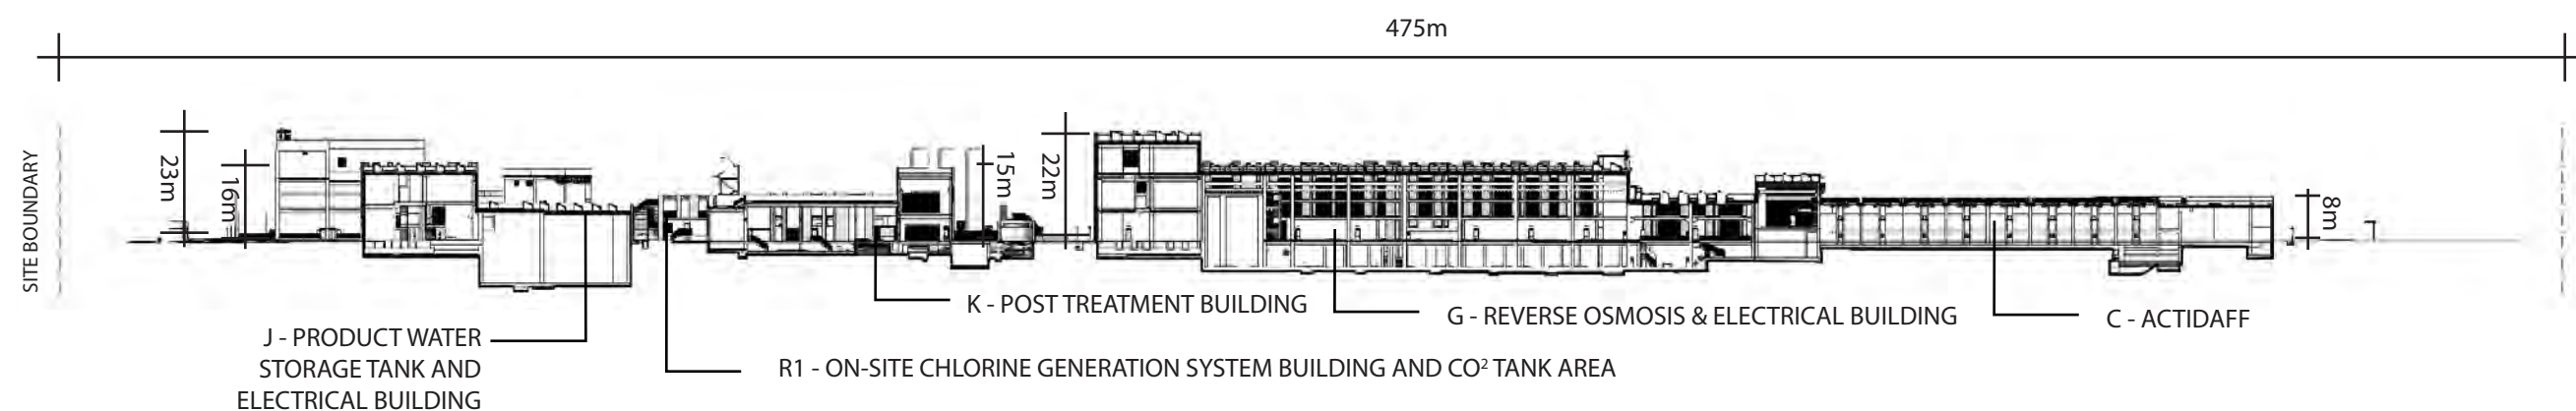 475m
SITE BOUNDARY
23m
16m
15m
22m
8m
K - POST TREATMENT BUILDING
G - REVERSE OSMOSIS & ELECTRICAL BUILDING
C - ACTIDAFF
J - PRODUCT WATER
STORAGE TANK AND
ELECTRICAL BUILDING
R1 - ON-SITE CHLORINE GENERATION SYSTEM BUILDING AND CO² TANK AREA